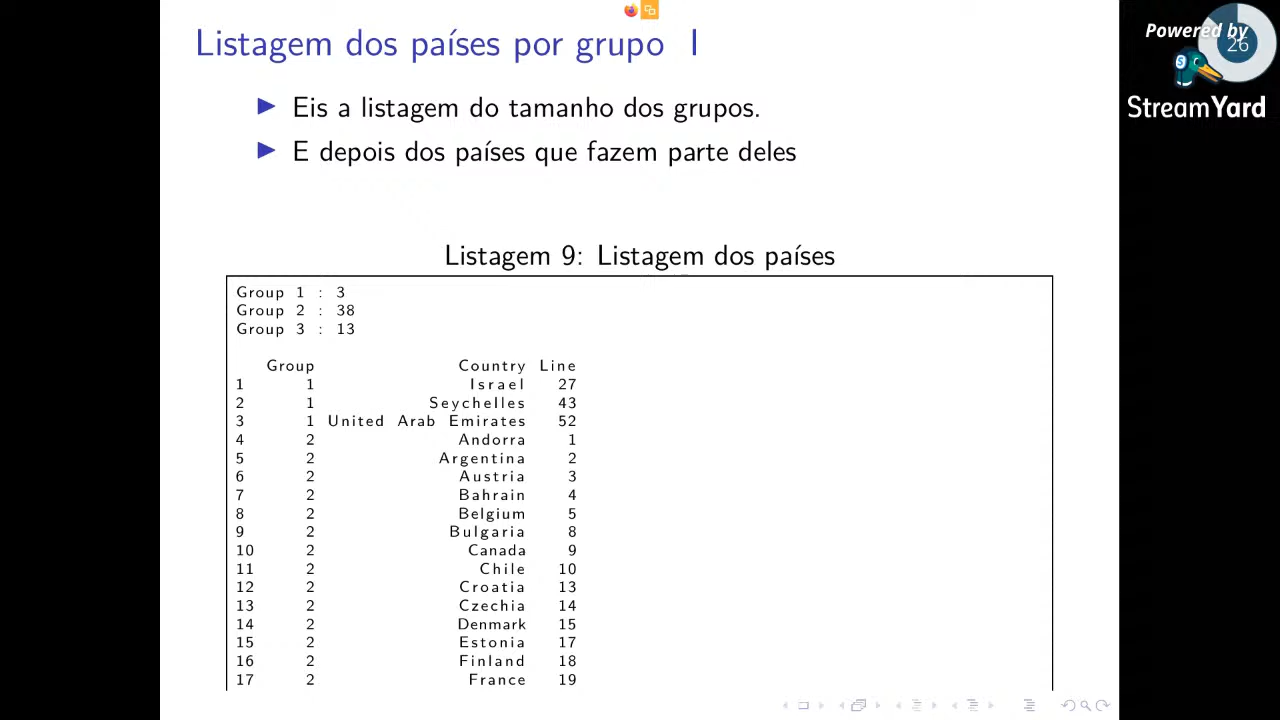 Listagem dos países por grupo I
Powered by
26
StreamYard
Eis a listagem do tamanho dos grupos.
E depois dos países que fazem parte deles
Listagem 9: Listagem dos países
Group 1 : 3
Group 2 : 38
Group 3 : 13
Group Country Line
1 1 Israel 27
2 1 Seychelles 43
3 1 United Arab Emirates 52
4 2 Andorra 1
5 2 Argentina 2
6 2 Austria 3
7 2 Bahrain 4
8 2 Belgium 5
9 2 Bulgaria 8
10 2 Canada 9
11 2 Chile 10
12 2 Croatia 13
13 2 Czechia 14
14 2 Denmark 15
15 2 Estonia 17
16 2 Finland 18
17 2 France 19